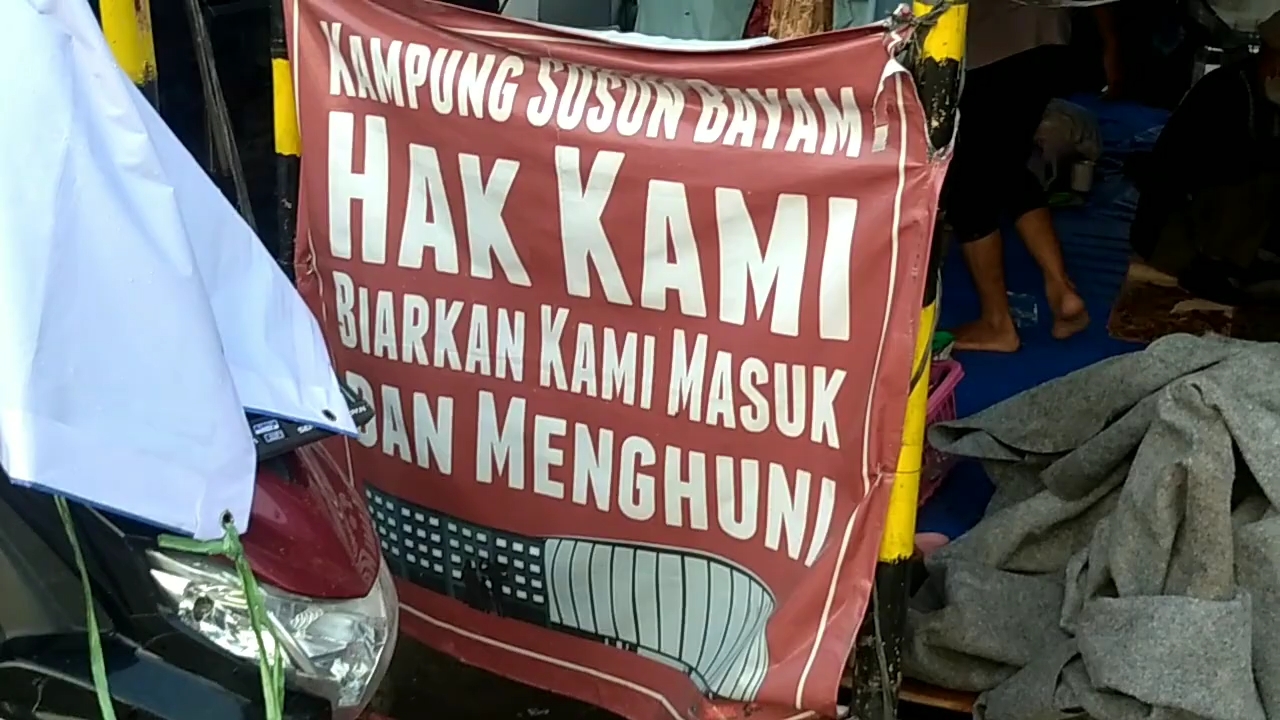 KAMPUNG SUSUN BAYAM :
HAK KAMI
BIARKAN KAMI MASUK
DAN MENGHUNI